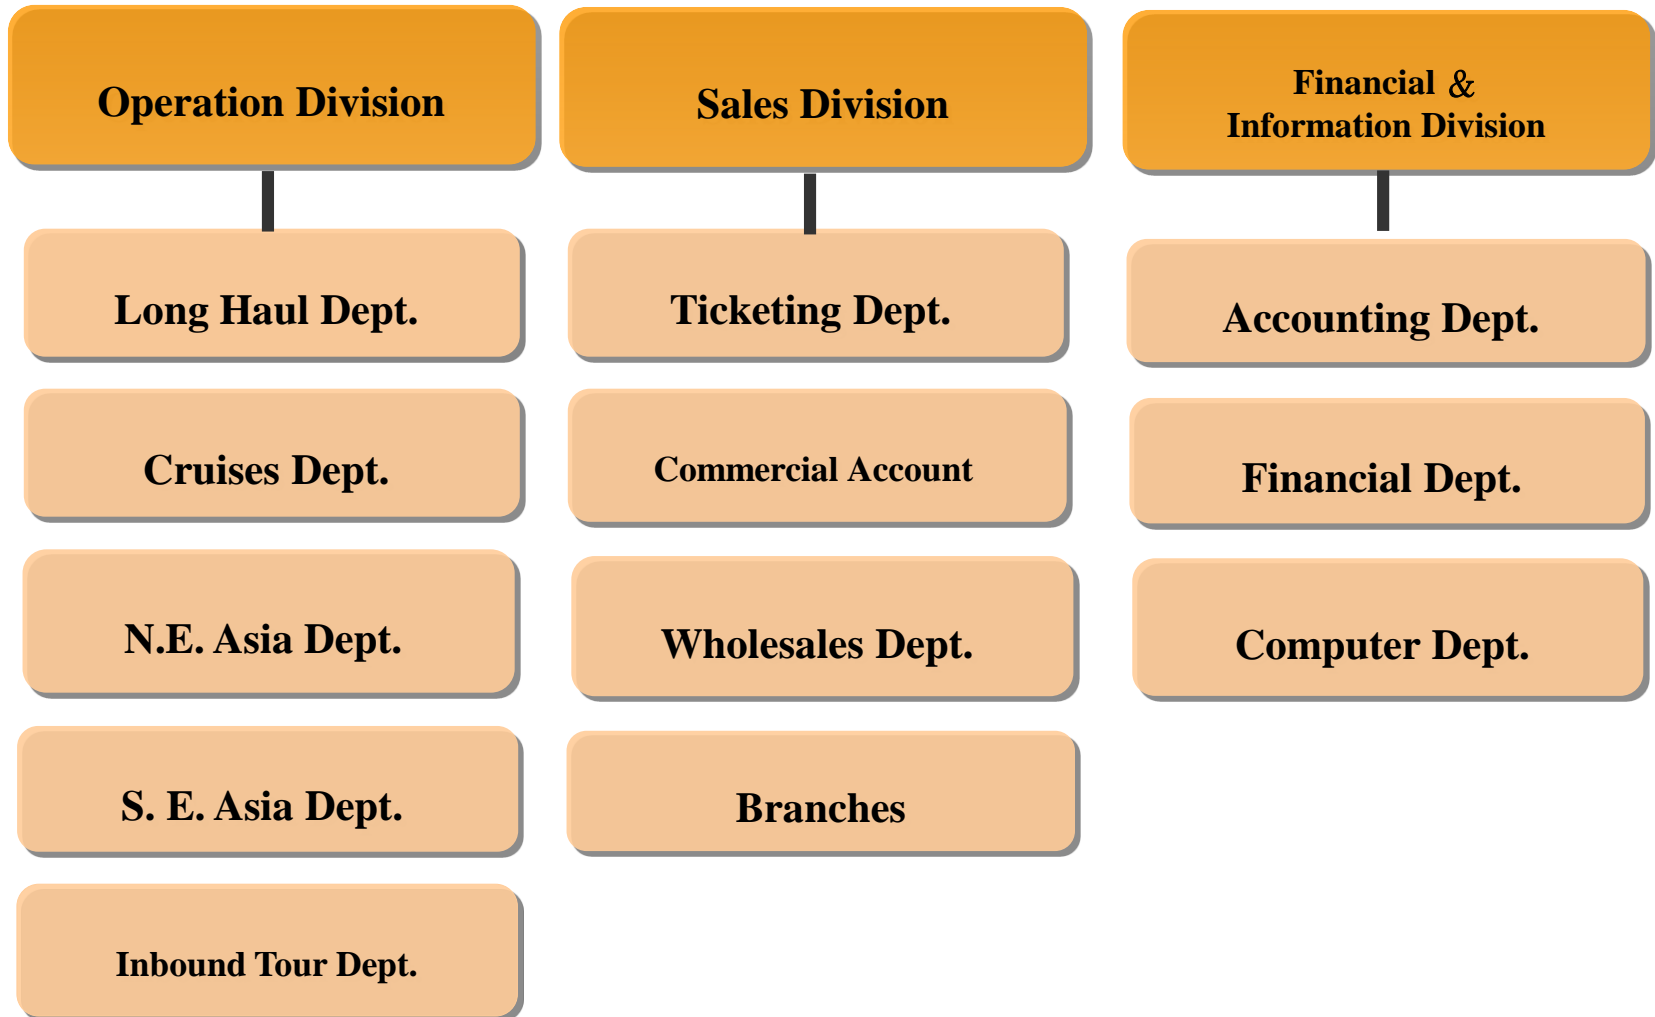 Operation Division
Long Haul Dept.
Cruises Dept.
N.E. Asia Dept.
S. E. Asia Dept.
Inbound Tour Dept.
Sales Division
Ticketing Dept.
Commercial Account
Wholesales Dept.
Branches
Financial &
Information Division
Accounting Dept.
Financial Dept.
Computer Dept.